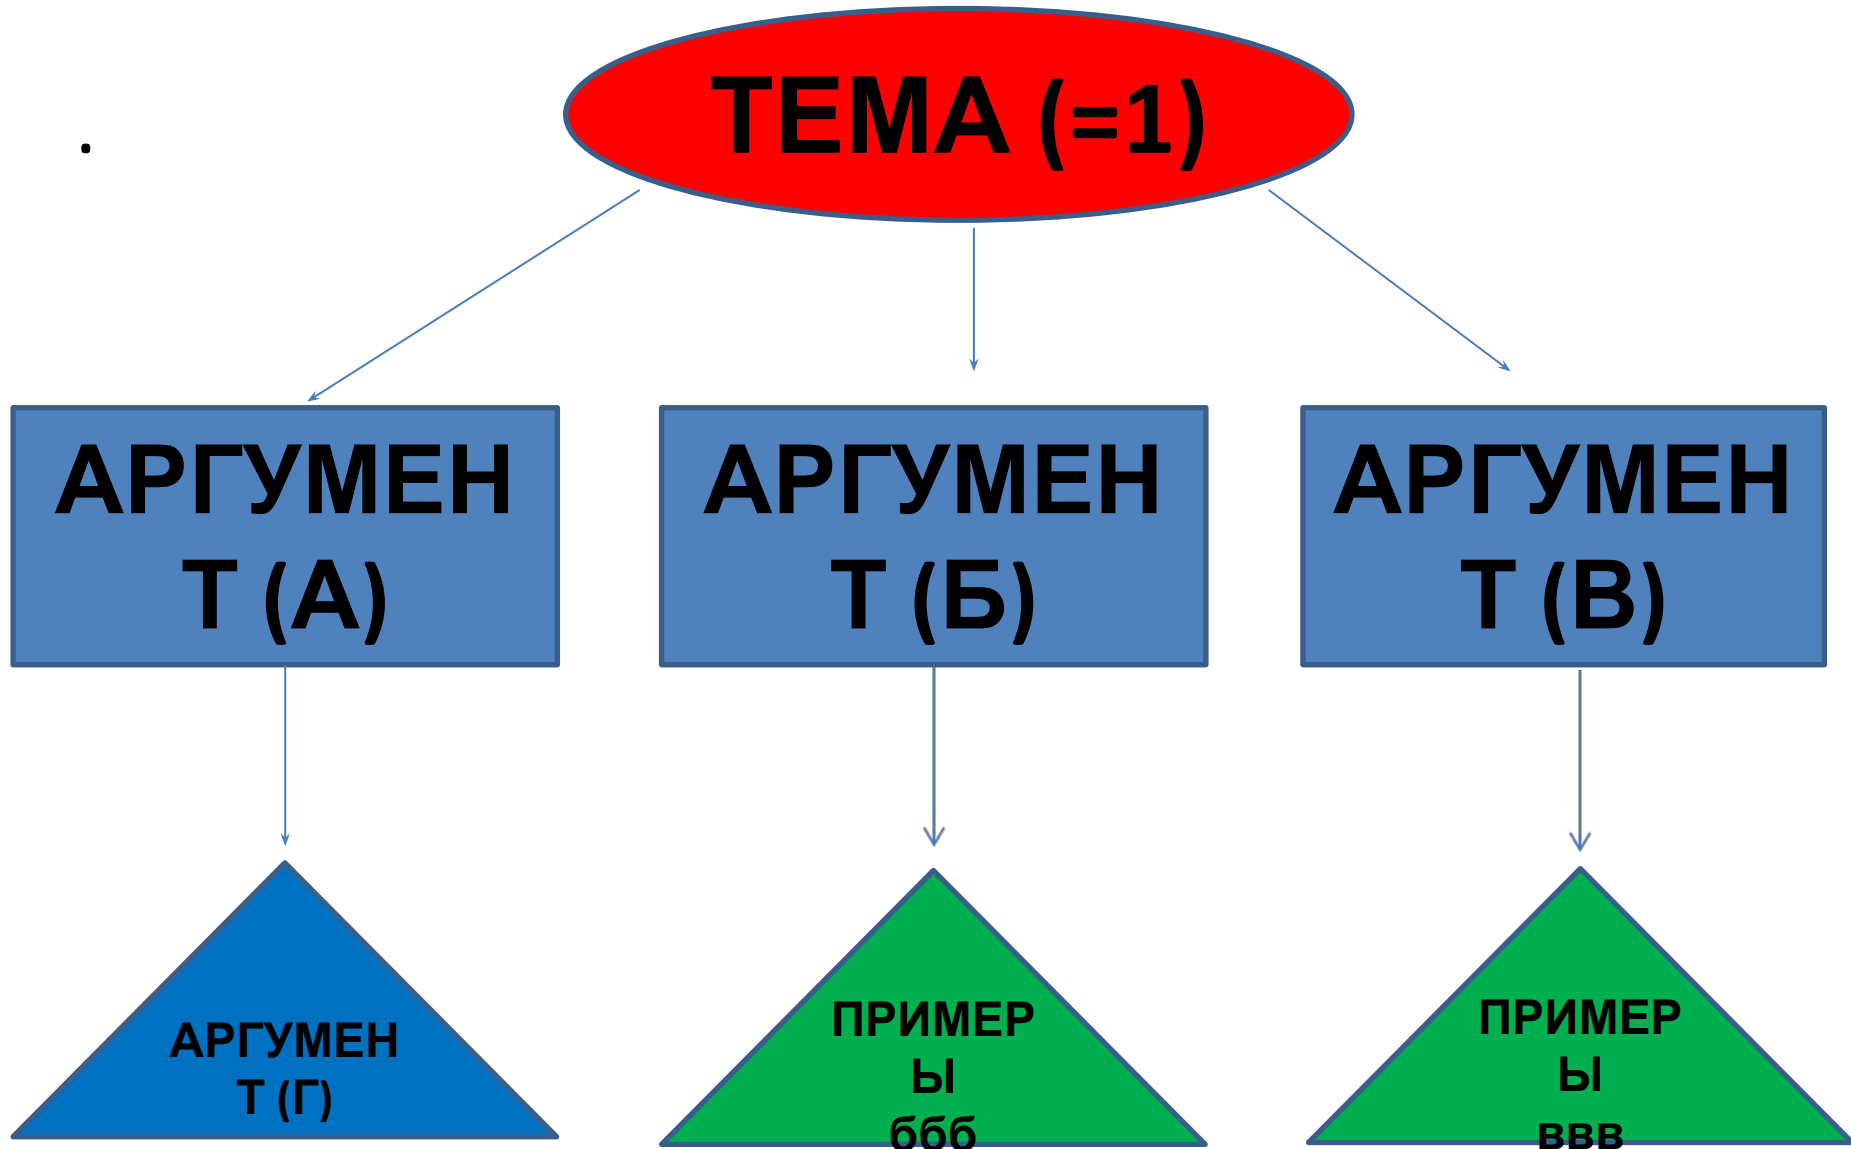 ТЕМА (=1)
.
АРГУМЕН
Т (А)
АРГУМЕН
Т (Б)
АРГУМЕН
Т (В)
АРГУМЕН
Т (Г)
ПРИМЕР
Ы
ббб
ПРИМЕР
Ы
ввв